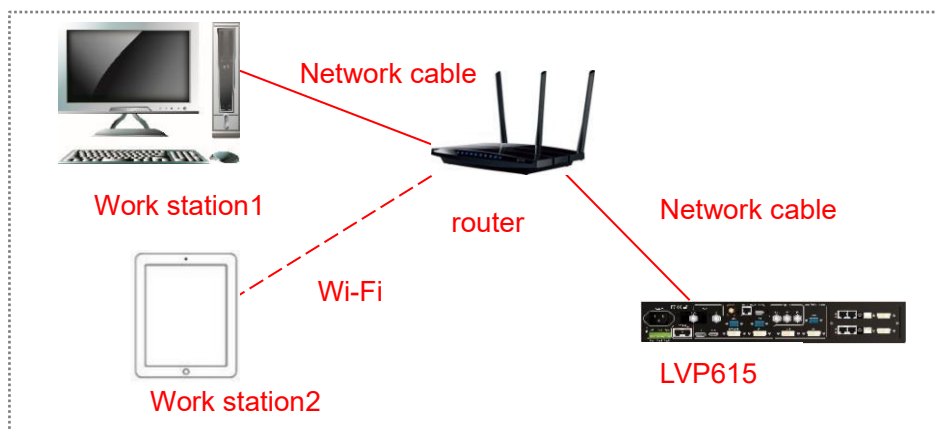 Network cable
Work station1
router
Network cable
Wi-Fi
LVP615
Work station2